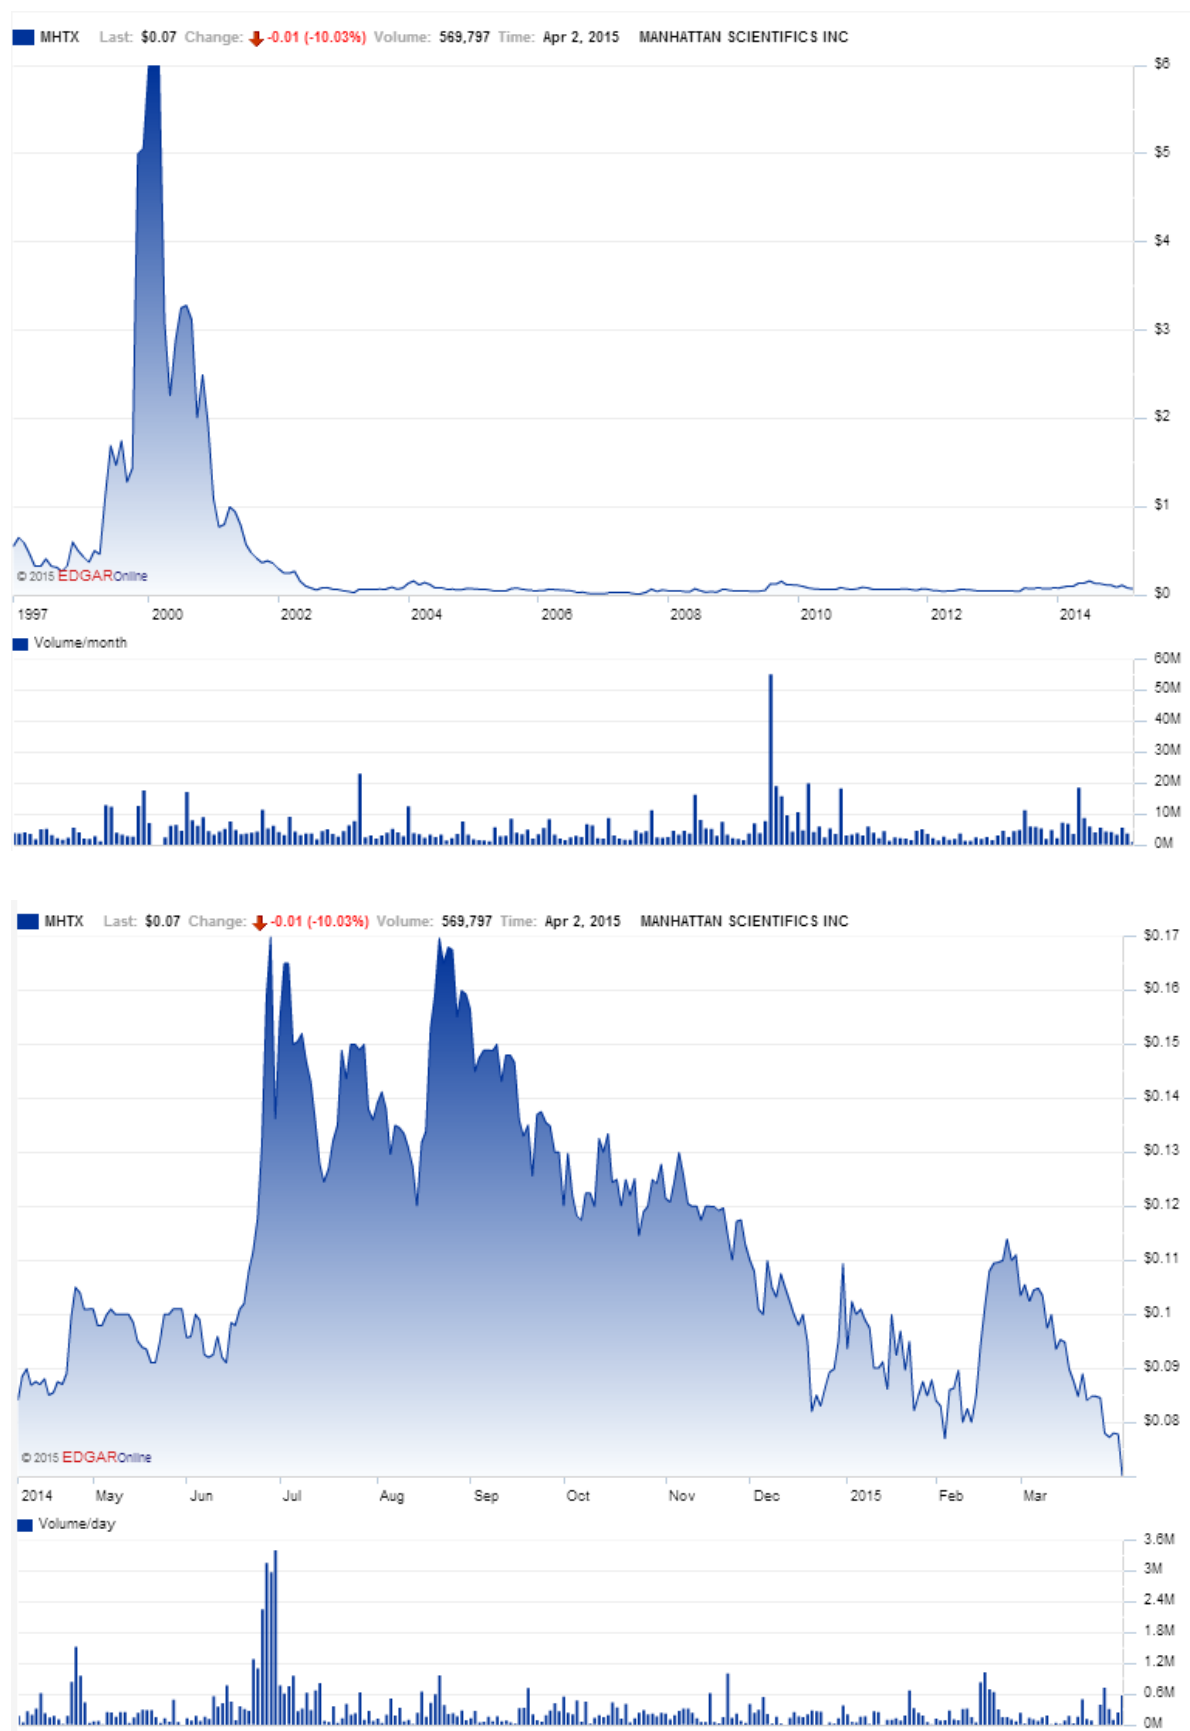 MHTX Last: $0.07 Change: -0.01 (-10.03%) Volume: 569,797 Time: Apr 2, 2015 MANHATTAN SCIENTIFICS INC
$6
$5
$4
$3
$2
$1
© 2015 EDGAROnline
$0
1997 2000 2002 2004 2006 2008 2010 2012 2014
Volume/month
60M
50M
40M
30M
20M
10M
0M
MHTX Last: $0.07 Change: -0.01 (-10.03%) Volume: 569,797 Time: Apr 2, 2015 MANHATTAN SCIENTIFICS INC
$0.17
$0.16
$0.15
$0.14
$0.13
$0.12
$0.11
$0.1
$0.09
$0.08
© 2015 EDGAROnline
2014 May Jun Jul Aug Sep Oct Nov Dec 2015 Feb Mar
Volume/day
3.6M
3M
2.4M
1.8M
1.2M
0.6M
0M